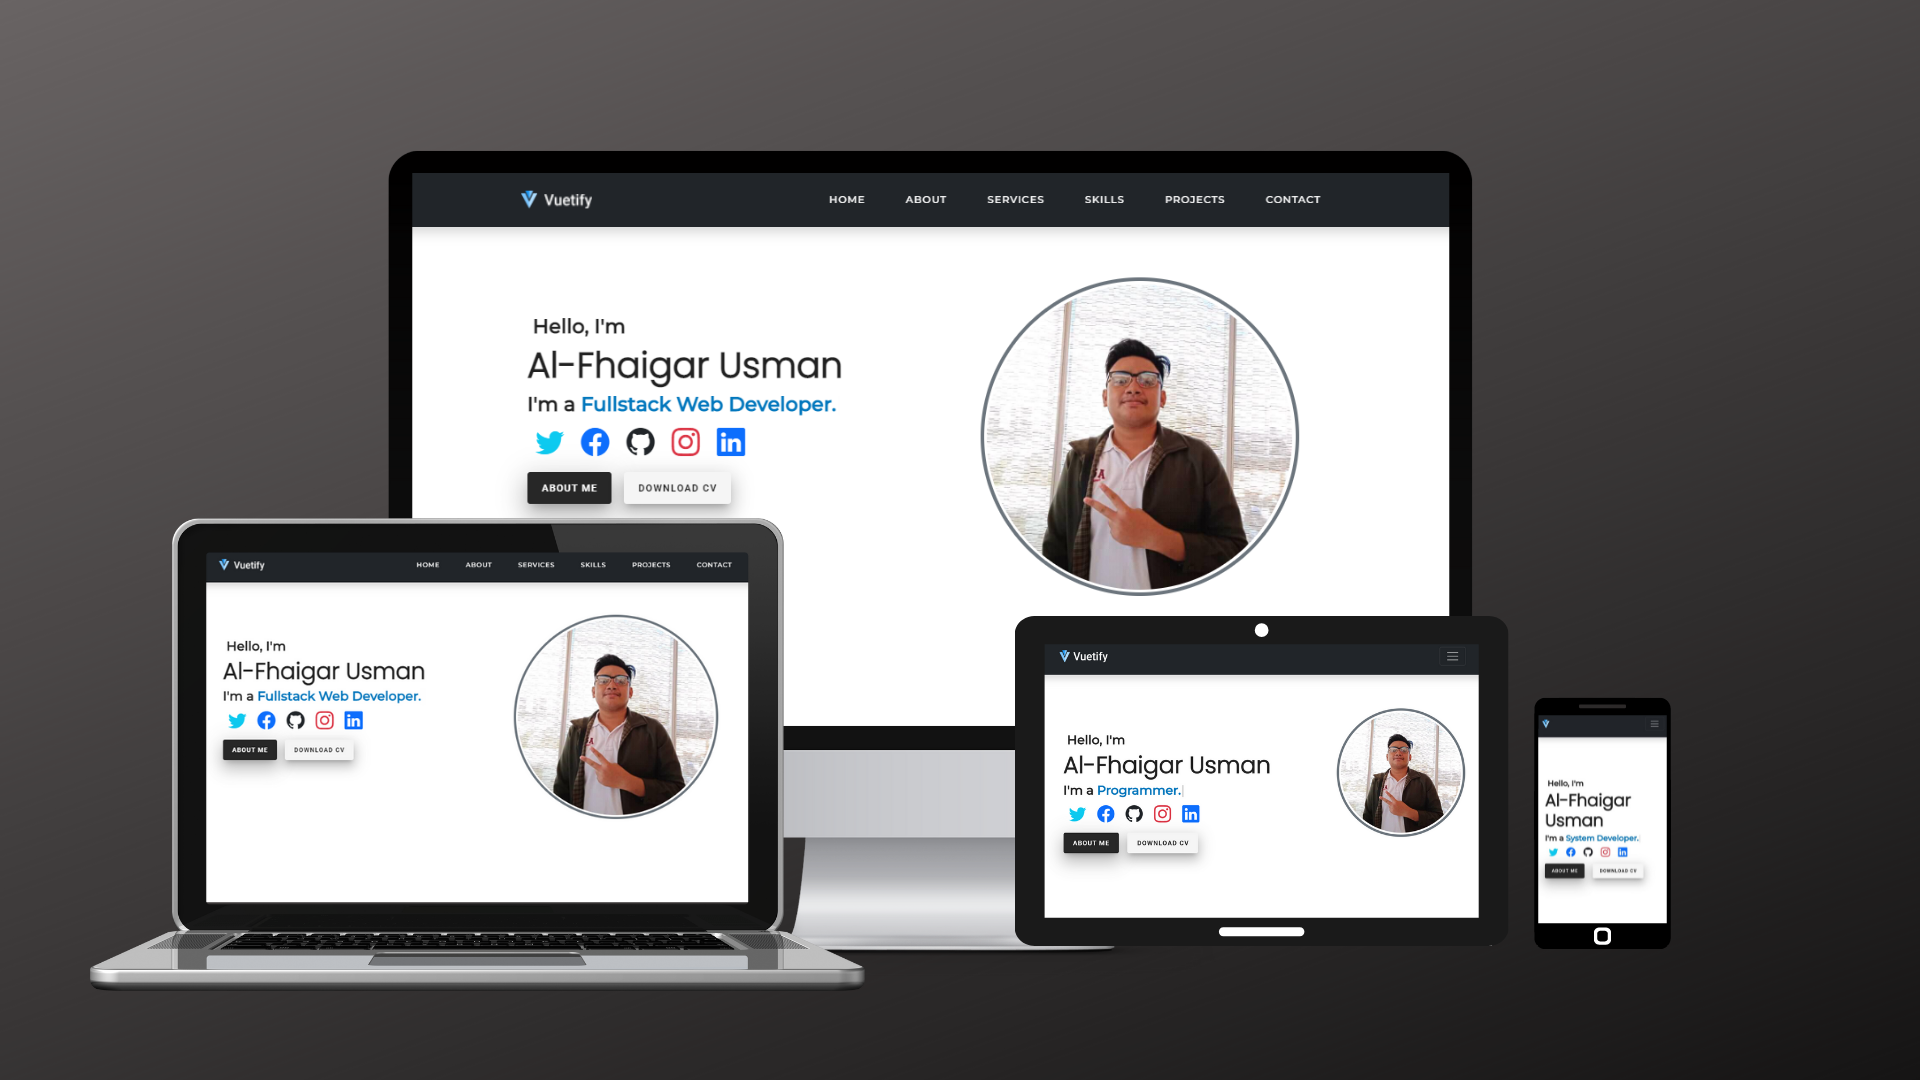 Vuetify HOME ABOUT SERVICES SKILLS PROJECTS CONTACT
Hello, I'm
Al-Fhaigar Usman
I'm a Fullstack Web Developer.
ABOUT ME DOWNLOAD CV
Vuetify HOME ABOUT SERVICES SKILLS PROJECTS CONTACT
Hello, I'm
Al-Fhaigar Usman
I'm a Fullstack Web Developer.
ABOUT ME DOWNLOAD CV
Vuetify
Hello, I'm
Al-Fhaigar Usman
I'm a Programmer.
ABOUT ME DOWNLOAD CV
Hello, I'm
Al-Fhaigar
Usman
I'm a System Developer.
ABOUT ME DOWNLOAD CV